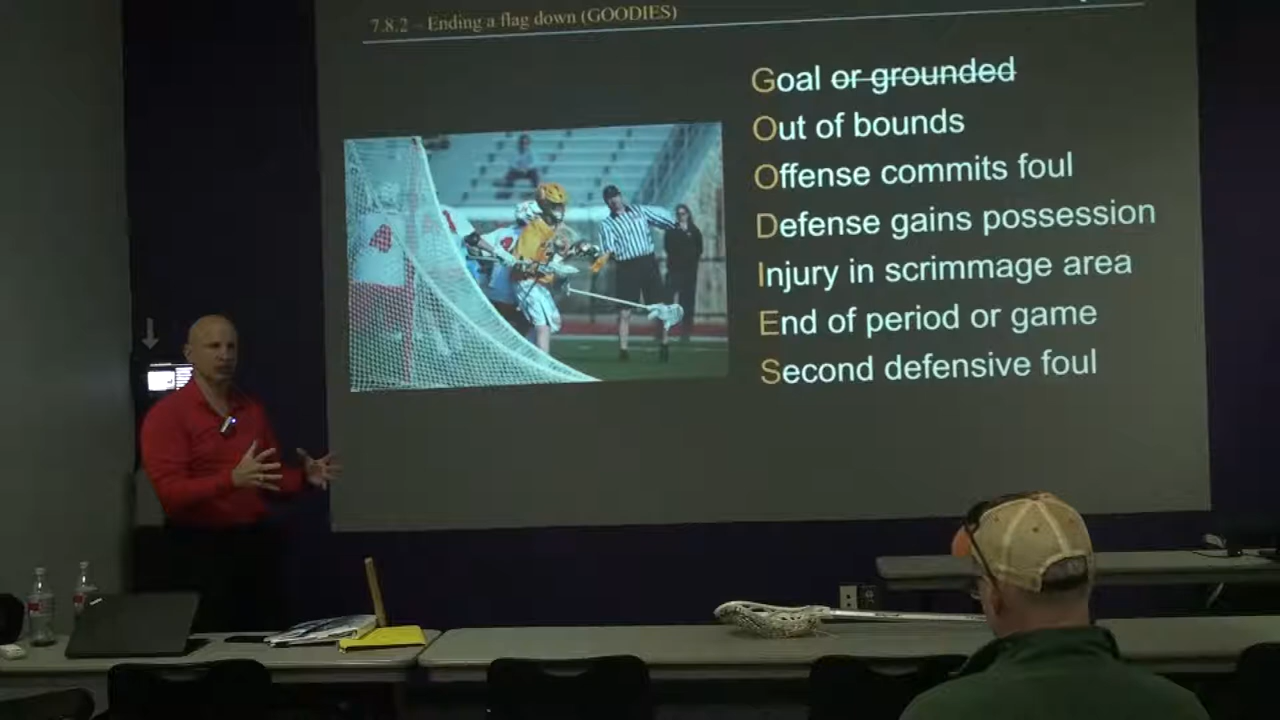 7.8.2 – Ending a flag down (GOODIES)
Goal or grounded
Out of bounds
Offense commits foul
Defense gains possession
Injury in scrimmage area
End of period or game
Second defensive foul